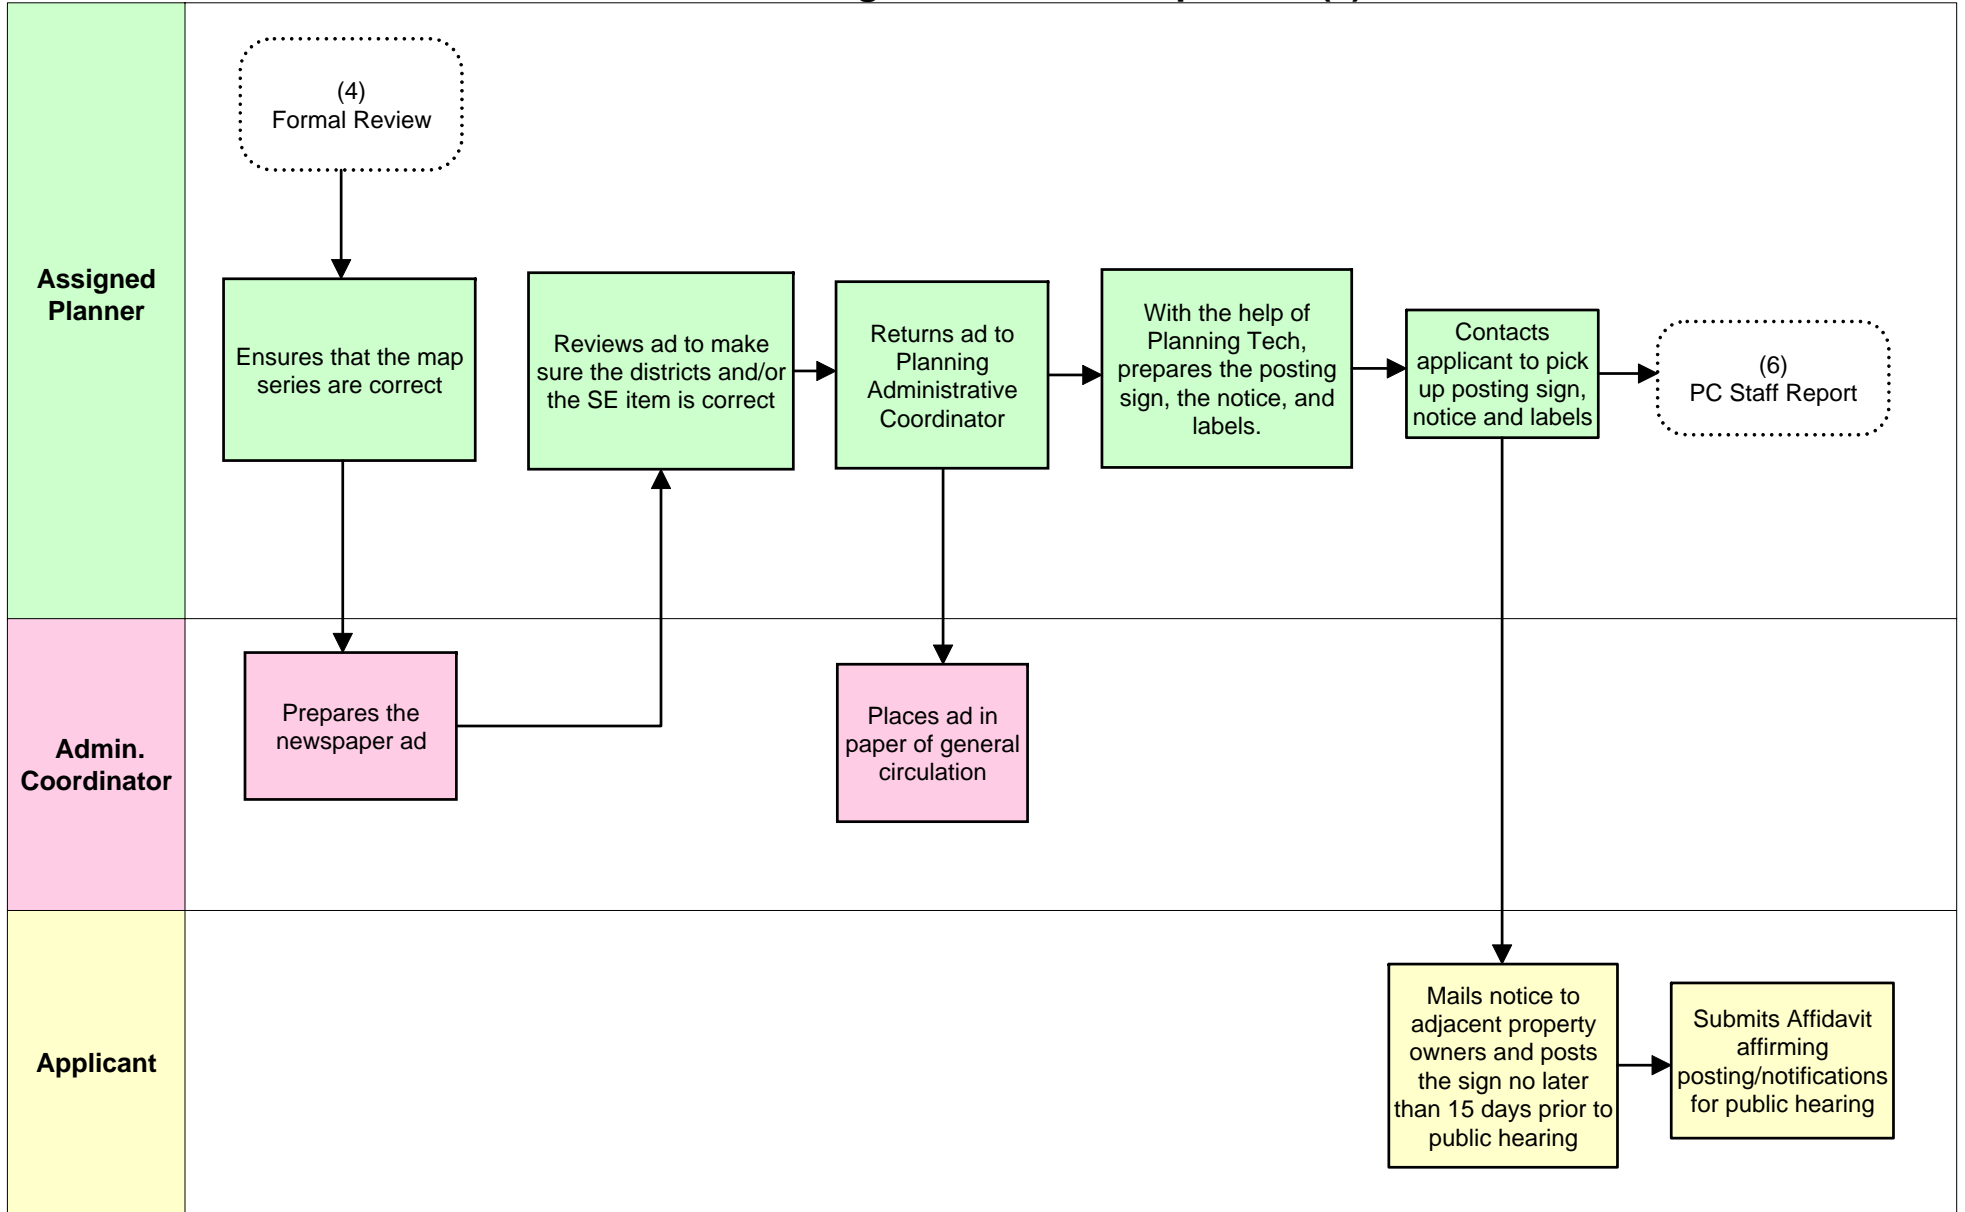 (4)
Formal Review
Assigned
Planner
Ensures that the map
series are correct
Reviews ad to make
sure the districts and/or
the SE item is correct
Returns ad to
Planning
Administrative
Coordinator
With the help of
Planning Tech,
prepares the posting
sign, the notice, and
labels.
Contacts
applicant to pick
up posting sign,
notice and labels
(6)
PC Staff Report
Admin.
Coordinator
Prepares the
newspaper ad
Places ad in
paper of general
circulation
Applicant
Mails notice to
adjacent property
owners and posts
the sign no later
than 15 days prior to
public hearing
Submits Affidavit
affirming
posting/notifications
for public hearing